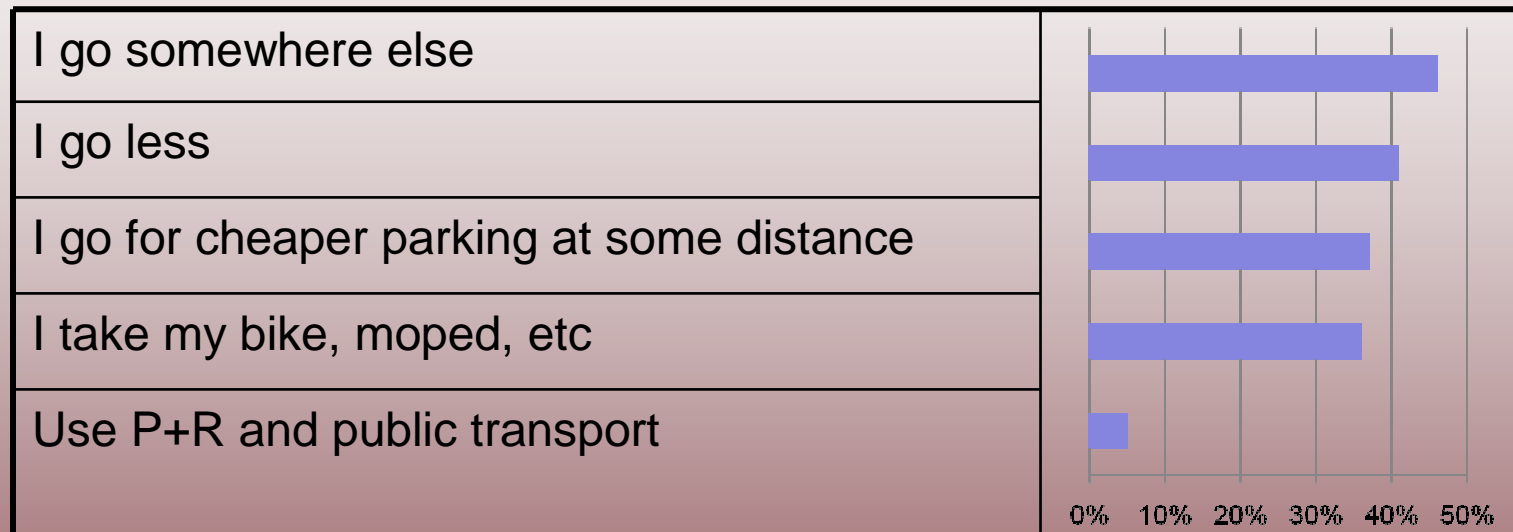 I go somewhere else
I go less
I go for cheaper parking at some distance
I take my bike, moped, etc
Use P+R and public transport
0% 10% 20% 30% 40% 50%